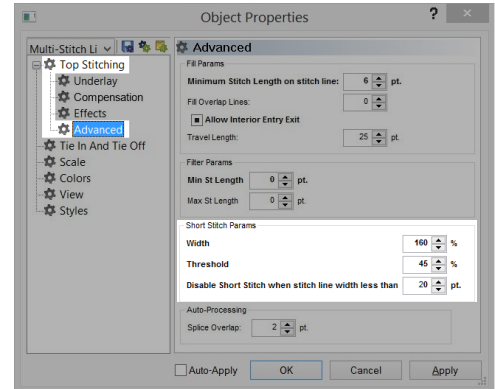 Object Properties
?
Multi-Stitch Li
Top Stitching
Underlay
Compensation
Effects
Advanced
Tie In And Tie Off
Scale
Colors
View
Styles
Advanced
Fill Params
Minimum Stitch Length on stitch line: 6 pt.
Fill Overlap Lines: 0
Allow Interior Entry Exit
Travel Length: 25 pt.
Filter Params
Min St Length 0 pt.
Max St Length 0 pt.
Short Stitch Params
Width 160 %
Threshold 45 %
Disable Short Stitch when stitch line width less than 20 pt.
Auto-Processing
Splice Overlap: 2 pt.
Auto-Apply OK Cancel Apply